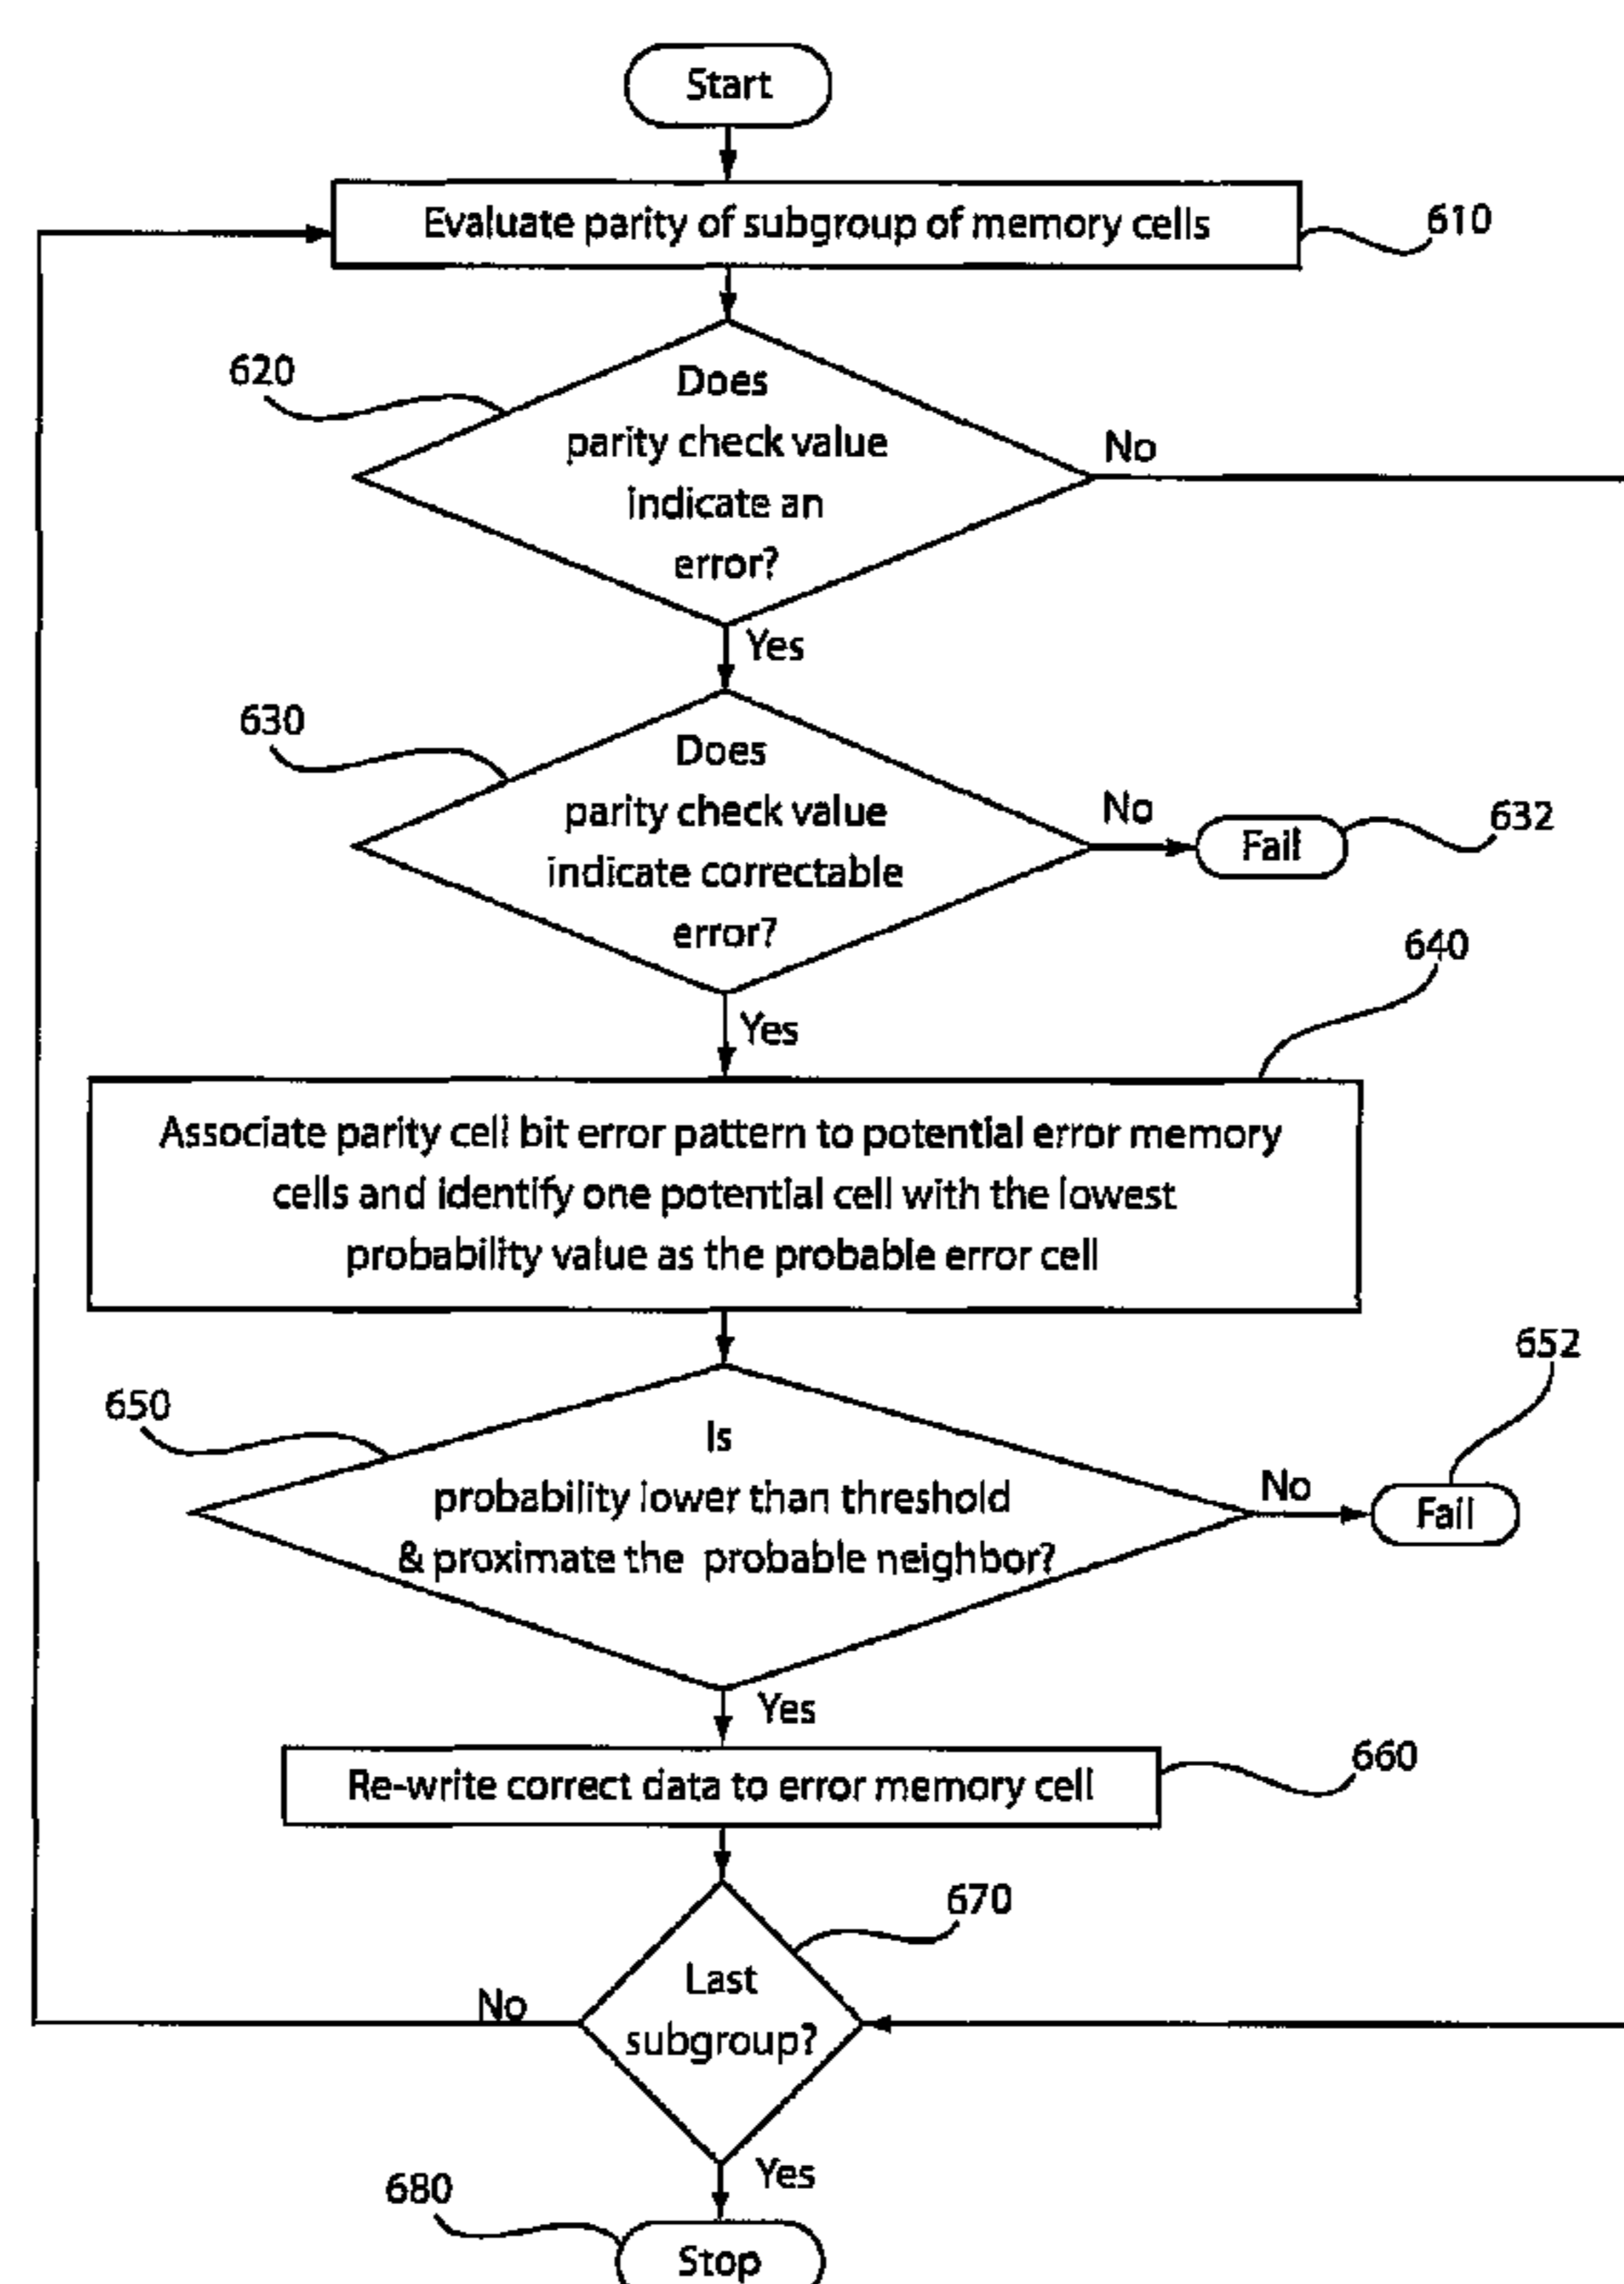 Start
Evaluate parity of subgroup of memory cells
610
620
Does
parity check value
indicate an
error?
No
Yes
630
Does
parity check value
indicate correctable
error?
No
Fail
632
Yes
640
Associate parity cell bit error pattern to potential error memory
cells and identify one potential cell with the lowest
probability value as the probable error cell
650
Is
probability lower than threshold
& proximate the probable neighbor?
No
Fail
652
Yes
Re-write correct data to error memory cell
660
670
Last
subgroup?
No
Yes
680
Stop